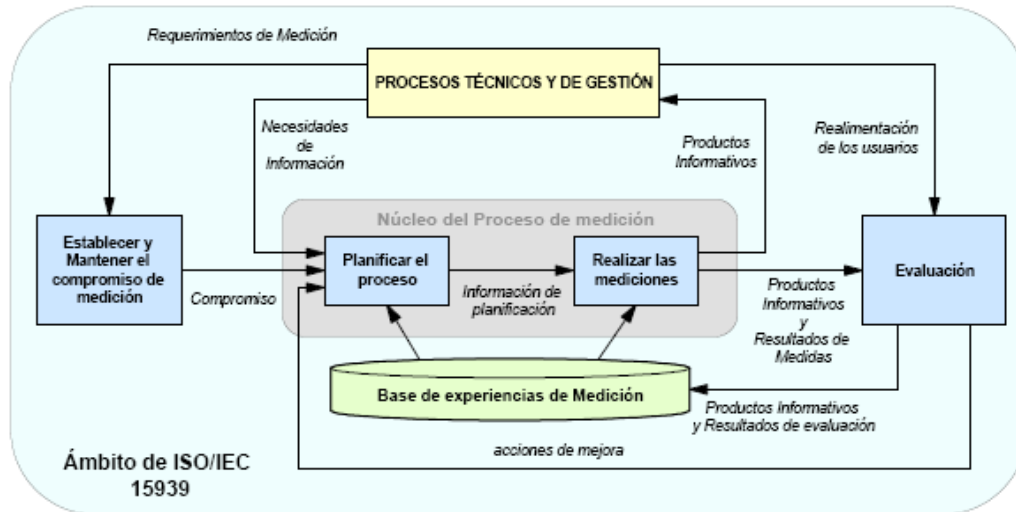 Requerimientos de Medición
PROCESOS TÉCNICOS Y DE GESTIÓN
Necesidades
de
Información
Productos
Informativos
Realimentación
de los usuarios
Núcleo del Proceso de medición
Establecer y
Mantener el
compromiso de
medición
Compromiso
Planificar el
proceso
Información de
planificación
Realizar las
mediciones
Productos
Informativos
y
Resultados de
Medidas
Evaluación
Base de experiencias de Medición
Productos Informativos
y Resultados de evaluación
acciones de mejora
Ámbito de ISO/IEC
15939